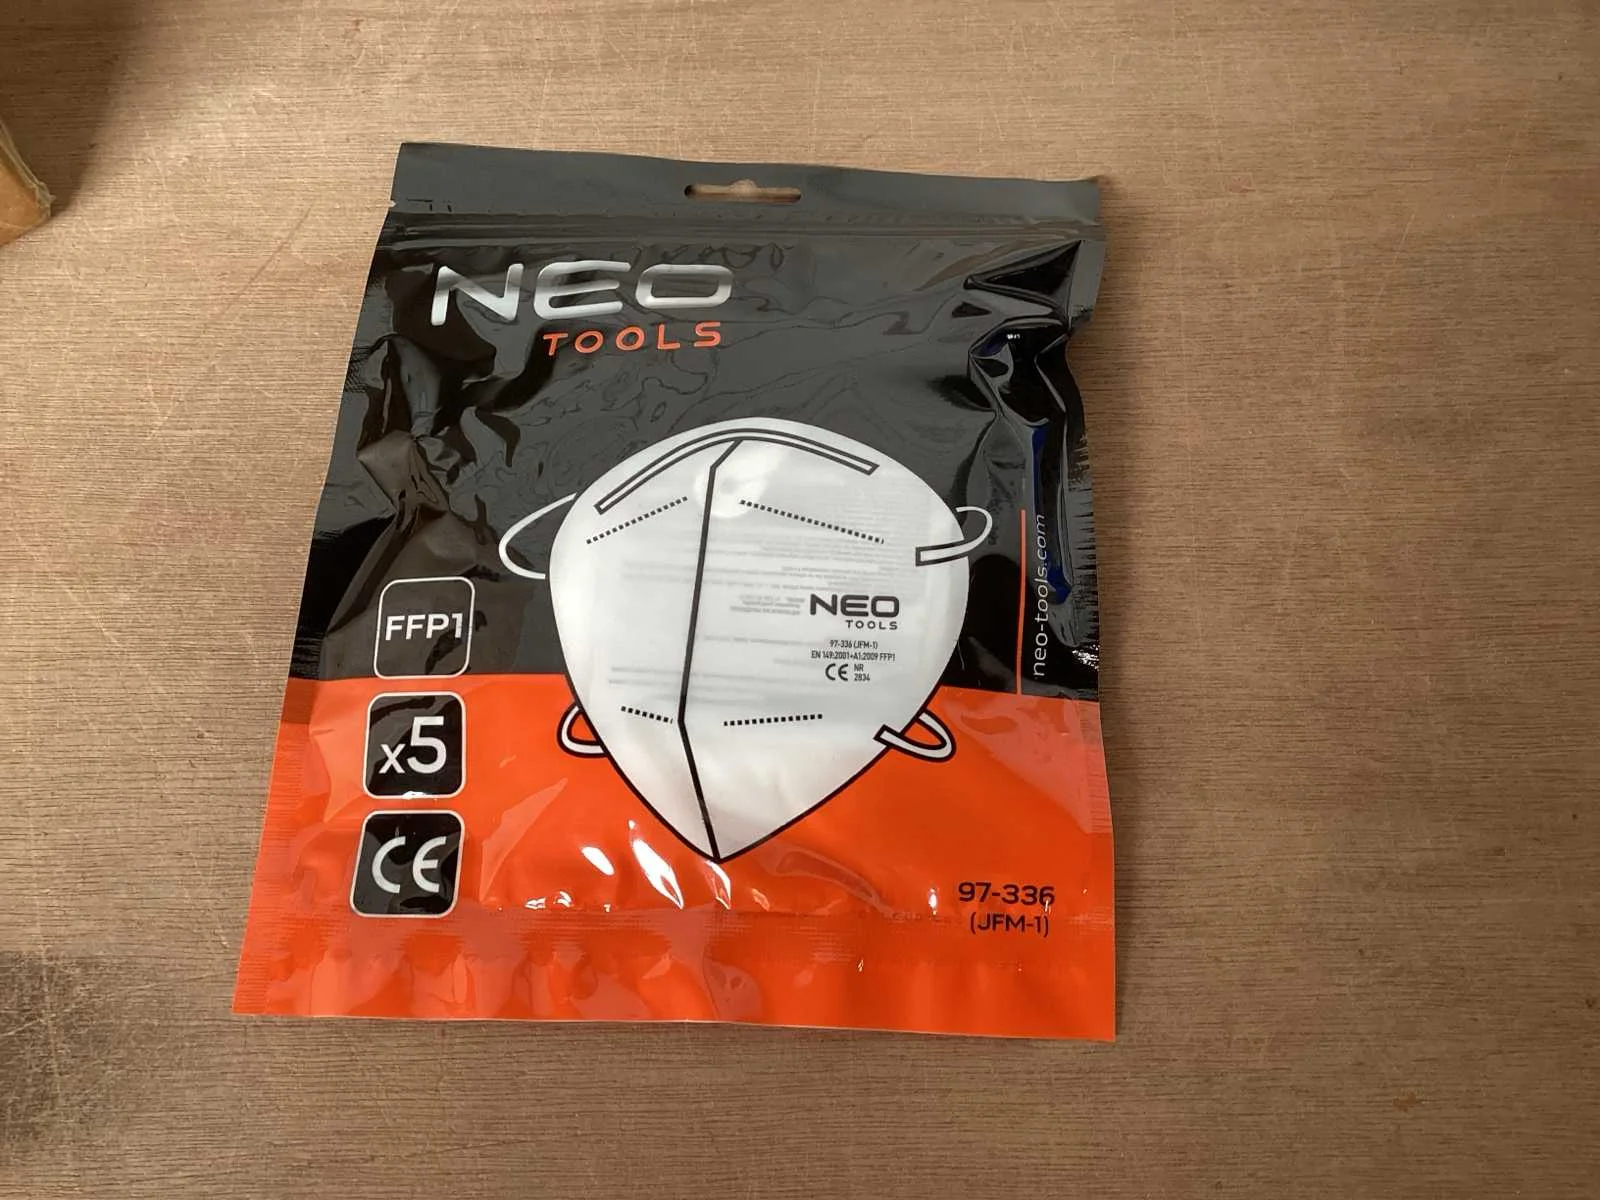 NEO
TOOLS
neo-tools.com
FFP1
x5
CE
NEO
TOOLS
97-336 (JFM-1)
EN 149:2001+A1:2009 FFP1
CE NR
2834
97-336
(JFM-1)